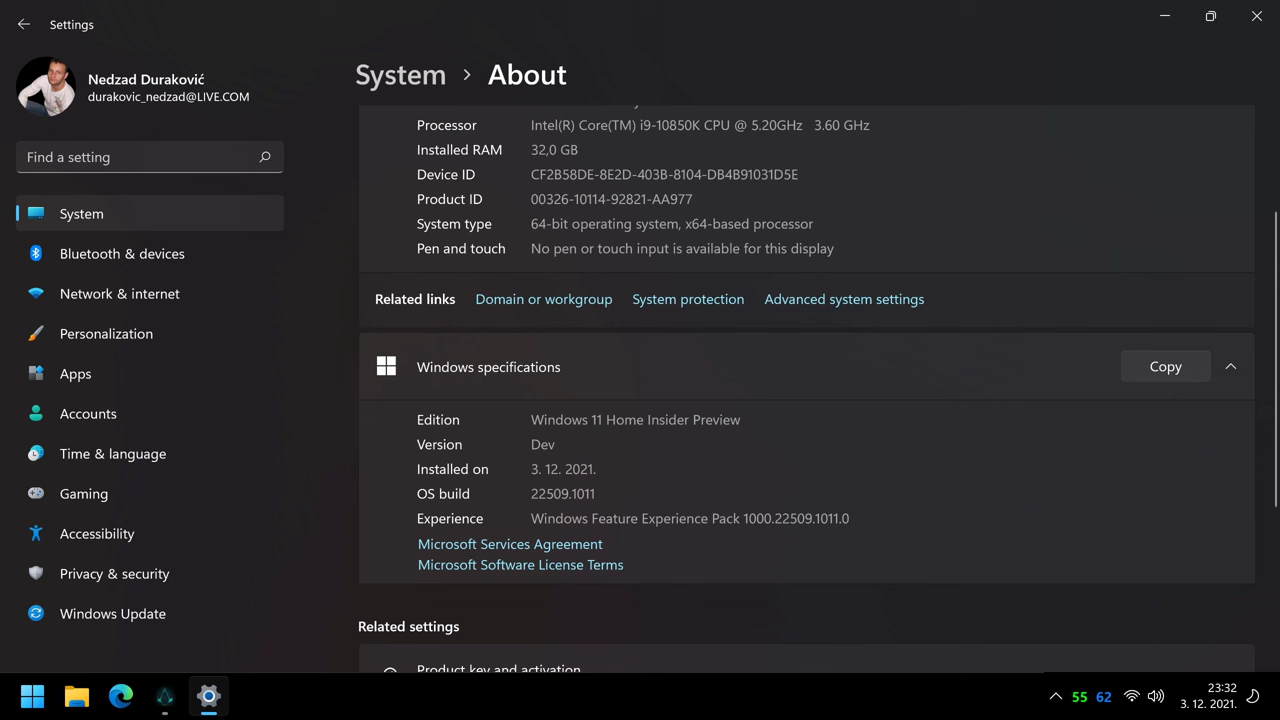 Settings
Nedzad Duraković
durakovic_nedzad@LIVE.COM
Find a setting
System
Bluetooth & devices
Network & internet
Personalization
Apps
Accounts
Time & language
Gaming
Accessibility
Privacy & security
Windows Update
System > About
Processor Intel(R) Core(TM) i9-10850K CPU @ 5.20GHz 3.60 GHz
Installed RAM 32,0 GB
Device ID CF2B58DE-8E2D-403B-8104-DB4B91031D5E
Product ID 00326-10114-92821-AA977
System type 64-bit operating system, x64-based processor
Pen and touch No pen or touch input is available for this display
Related links Domain or workgroup System protection Advanced system settings
Windows specifications Copy
Edition Windows 11 Home Insider Preview
Version Dev
Installed on 3. 12. 2021.
OS build 22509.1011
Experience Windows Feature Experience Pack 1000.22509.1011.0
Microsoft Services Agreement
Microsoft Software License Terms
Related settings
Product key and activation
55 62 23:32
3. 12. 2021.